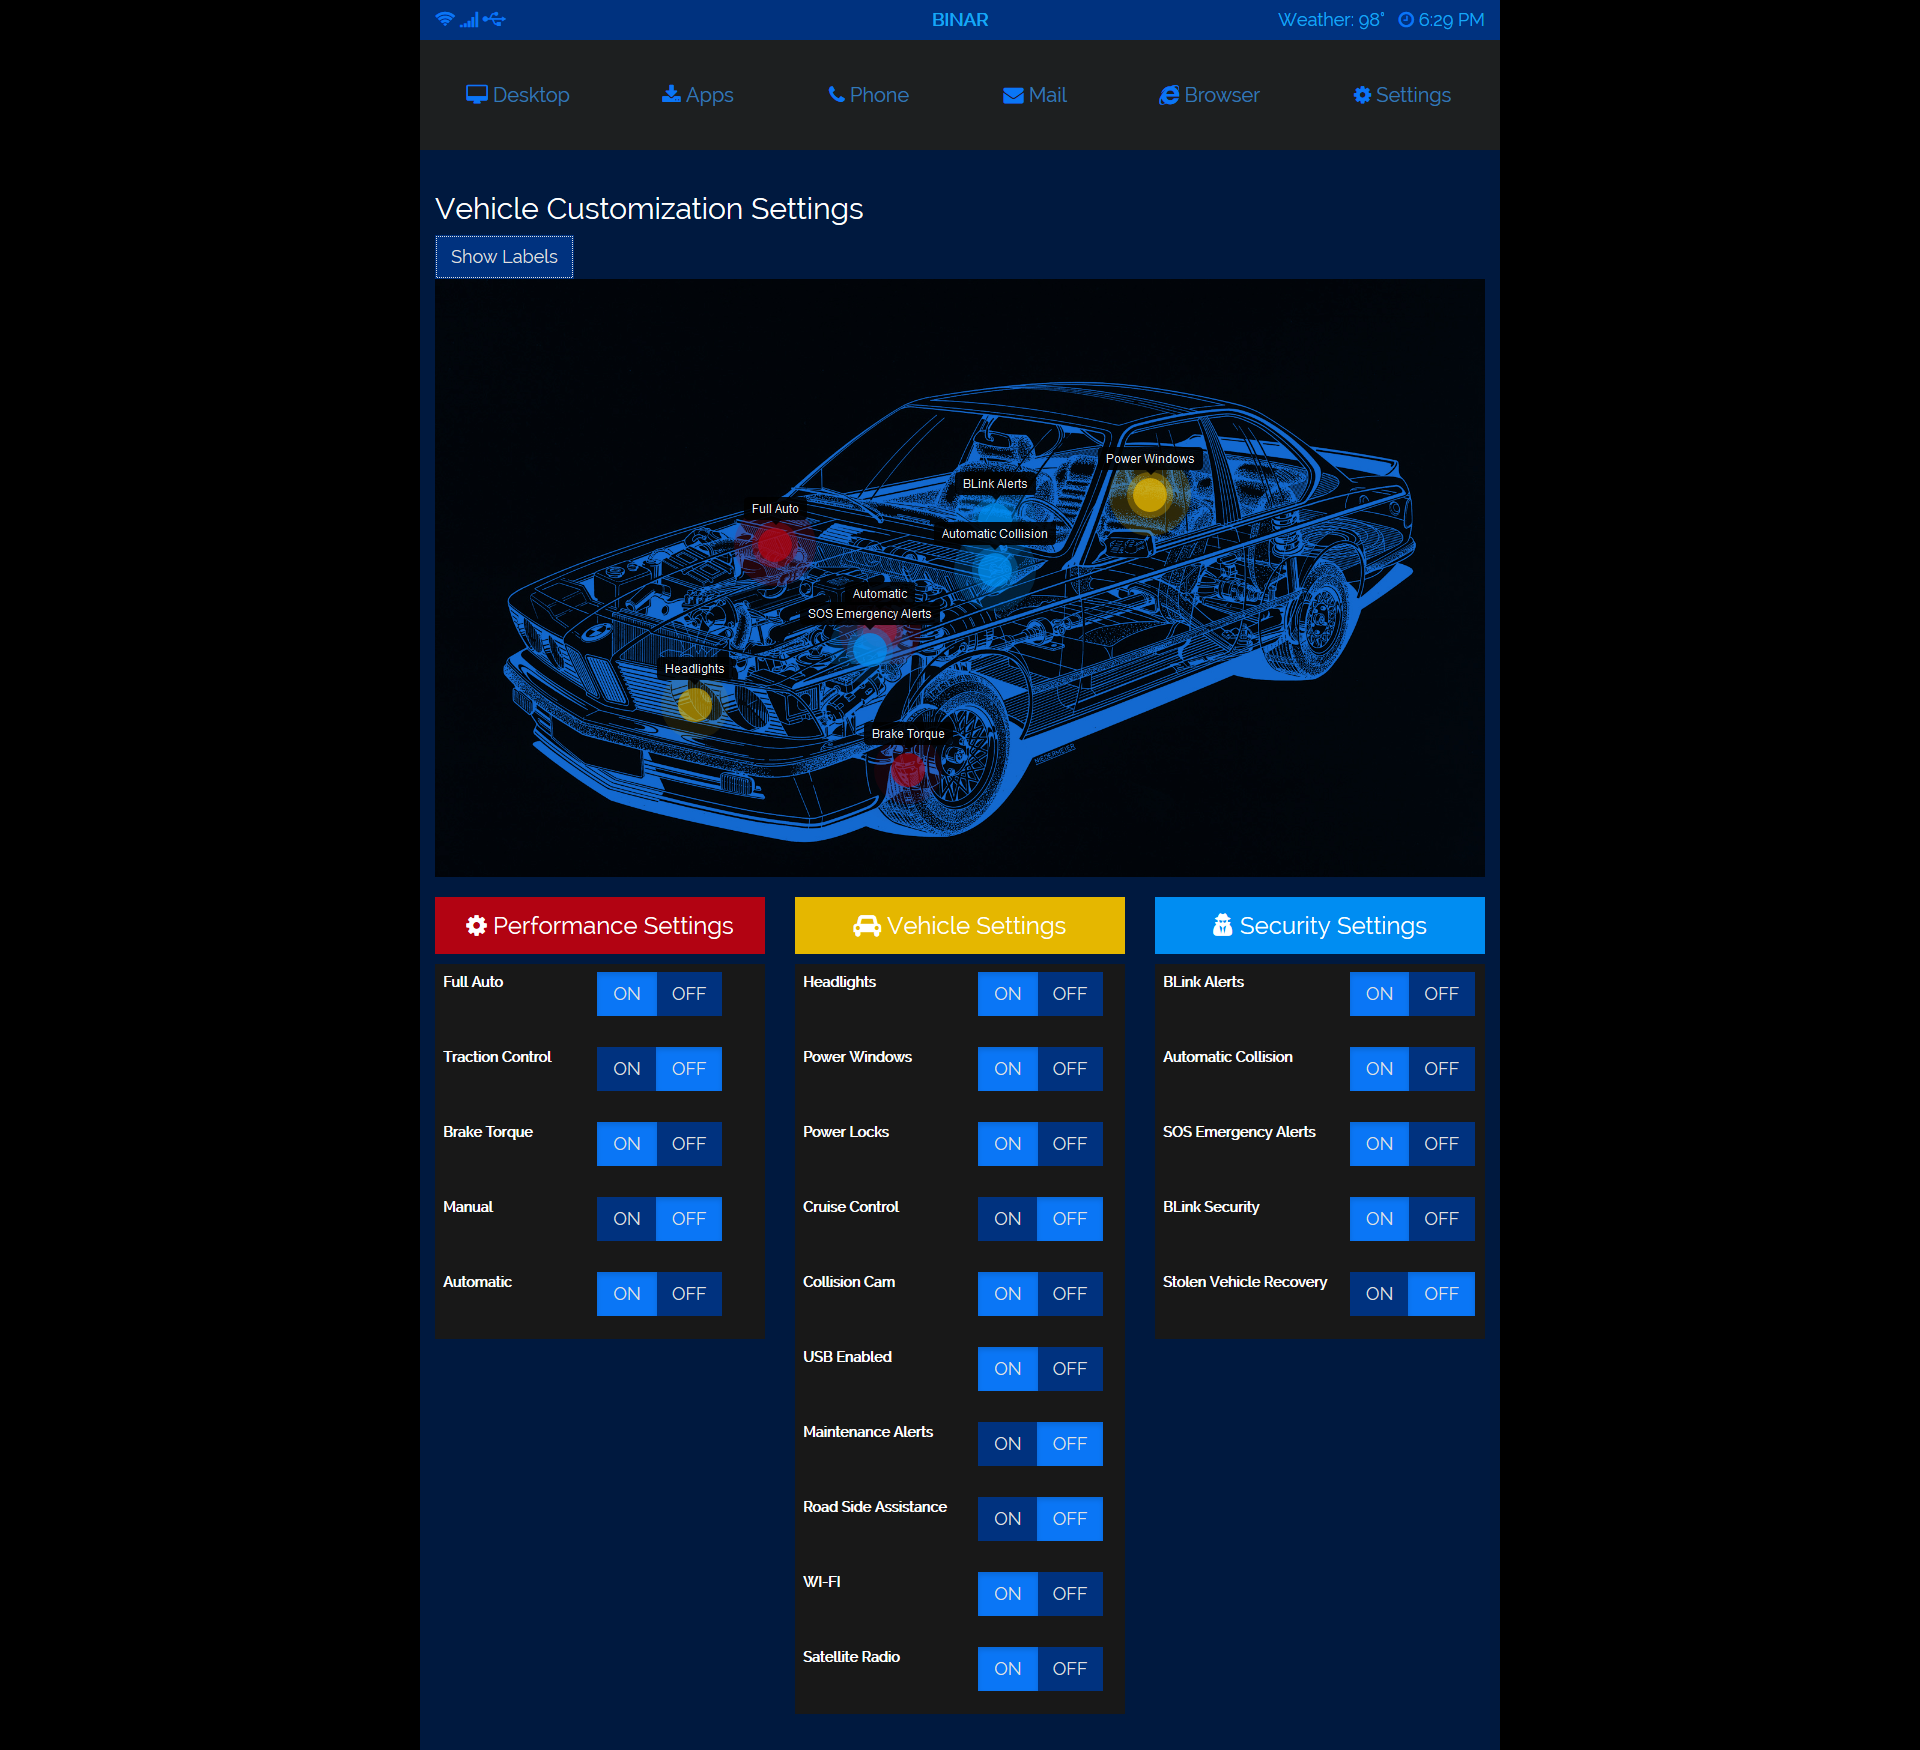 BINAR
Weather: 98° 6:29 PM
Desktop
Apps
Phone
Mail
Browser
Settings
Vehicle Customization Settings
Show Labels
Power Windows
BLink Alerts
Full Auto
Automatic Collision
Automatic
SOS Emergency Alerts
Headlights
Brake Torque
NIEDERMEIER
Performance Settings
Full Auto ON OFF
Traction Control ON OFF
Brake Torque ON OFF
Manual ON OFF
Automatic ON OFF
Vehicle Settings
Headlights ON OFF
Power Windows ON OFF
Power Locks ON OFF
Cruise Control ON OFF
Collision Cam ON OFF
USB Enabled ON OFF
Maintenance Alerts ON OFF
Road Side Assistance ON OFF
WI-FI ON OFF
Satellite Radio ON OFF
Security Settings
BLink Alerts ON OFF
Automatic Collision ON OFF
SOS Emergency Alerts ON OFF
BLink Security ON OFF
Stolen Vehicle Recovery ON OFF